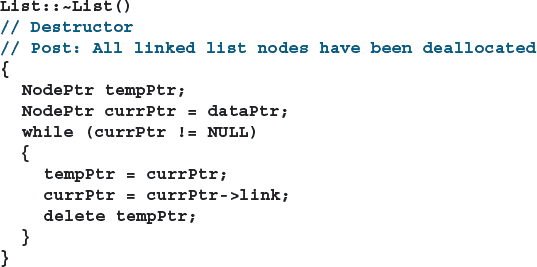 List::~List()
// Destructor
// Post: All linked list nodes have been deallocated
{
  NodePtr tempPtr;
  NodePtr currPtr = dataPtr;
  while (currPtr != NULL)
  {
    tempPtr = currPtr;
    currPtr = currPtr->link;
    delete tempPtr;
  }
}